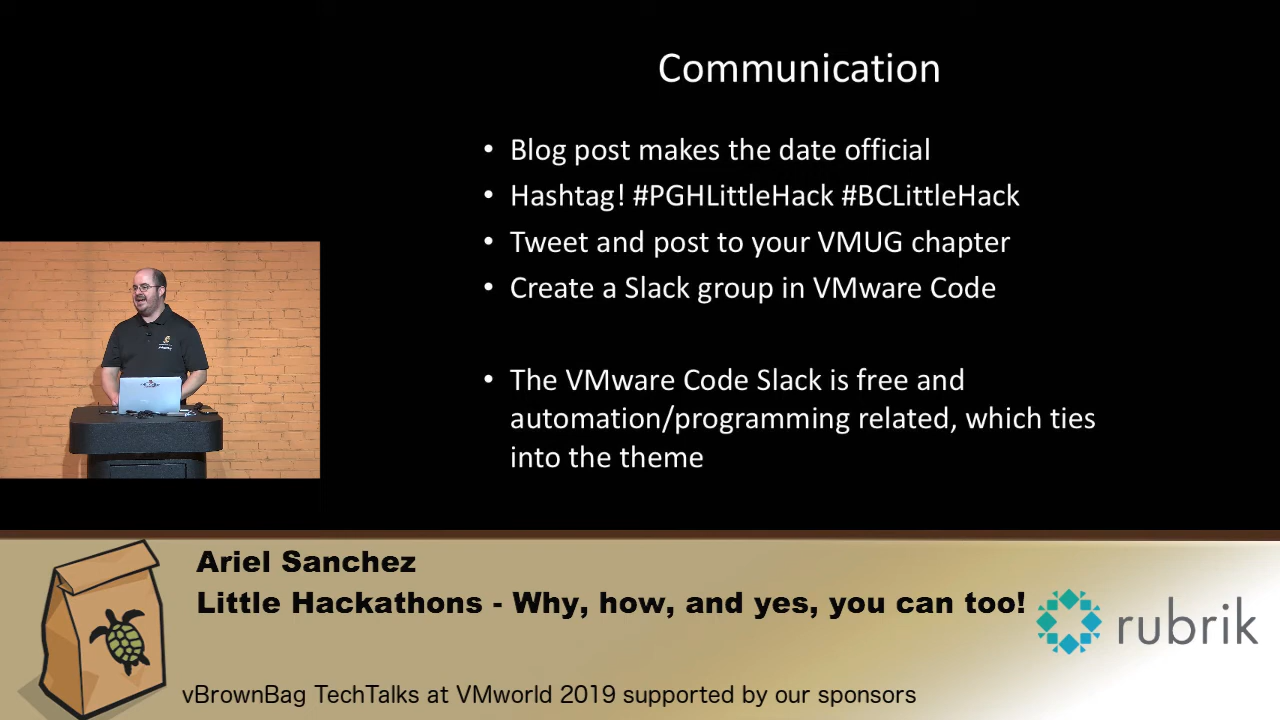 Communication
• Blog post makes the date official
• Hashtag! #PGHLittleHack #BCLittleHack
• Tweet and post to your VMUG chapter
• Create a Slack group in VMware Code
• The VMware Code Slack is free and
automation/programming related, which ties
into the theme
Ariel Sanchez
Little Hackathons - Why, how, and yes, you can too!
rubrik
vBrownBag TechTalks at VMworld 2019 supported by our sponsors